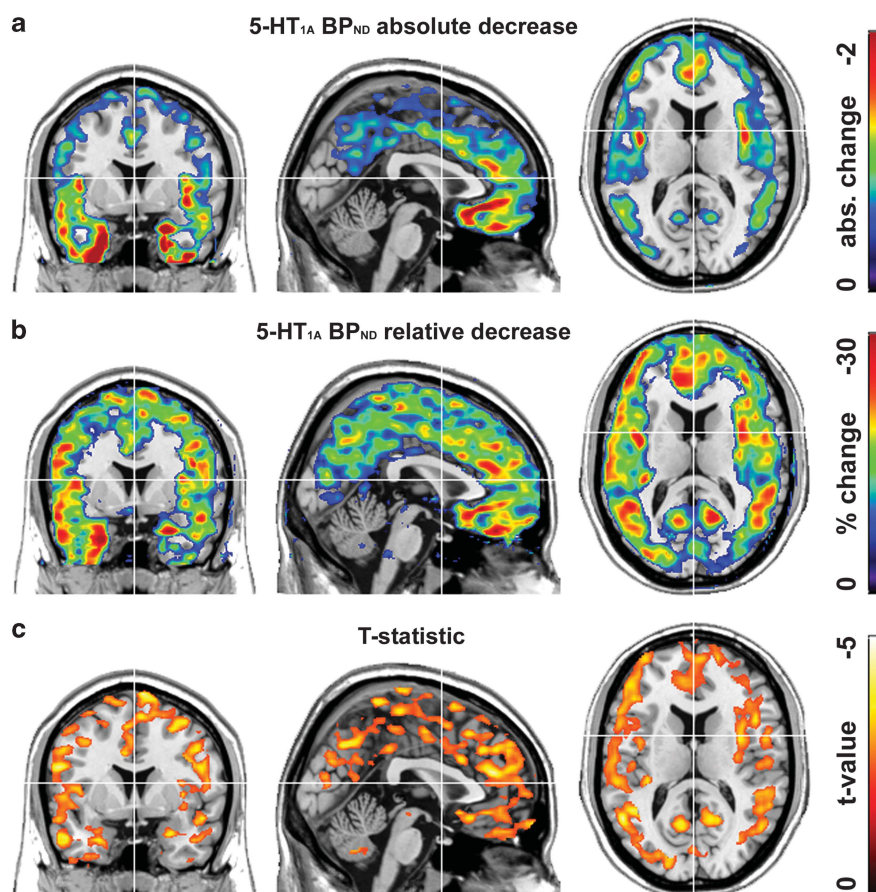 a
5-HT1A BPND absolute decrease
-2
abs. change
0
b
5-HT1A BPND relative decrease
-30
% change
0
c
T-statistic
-5
t-value
0